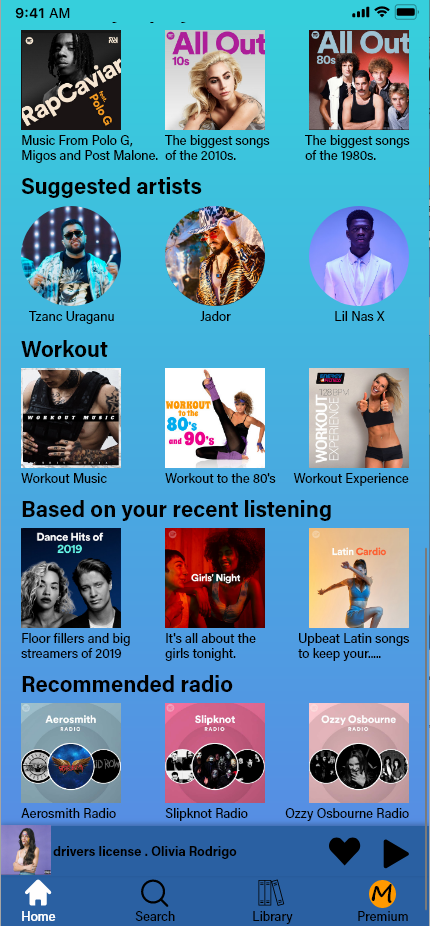 9:41 AM
RapCaviar
feat.
Polo G
All Out
10s
All Out
80s
Music From Polo G,
Migos and Post Malone.
The biggest songs
of the 2010s.
The biggest songs
of the 1980s.
Suggested artists
Tzanc Uraganu
Jador
Lil Nas X
Workout
WORKOUT MUSIC
WORKOUT
to the
80's
and 90's
128 BPM
WORKOUT
EXPERIENCE
Workout Music
Workout to the 80's
Workout Experience
Based on your recent listening
Dance Hits of
2019
Girls' Night
Latin Cardio
Floor fillers and big
streamers of 2019
It's all about the
girls tonight.
Upbeat Latin songs
to keep your.....
Recommended radio
Aerosmith
RADIO
Slipknot
RADIO
Ozzy Osbourne
RADIO
Aerosmith Radio
Slipknot Radio
Ozzy Osbourne Radio
drivers license . Olivia Rodrigo
Home
Search
Library
M
Premium